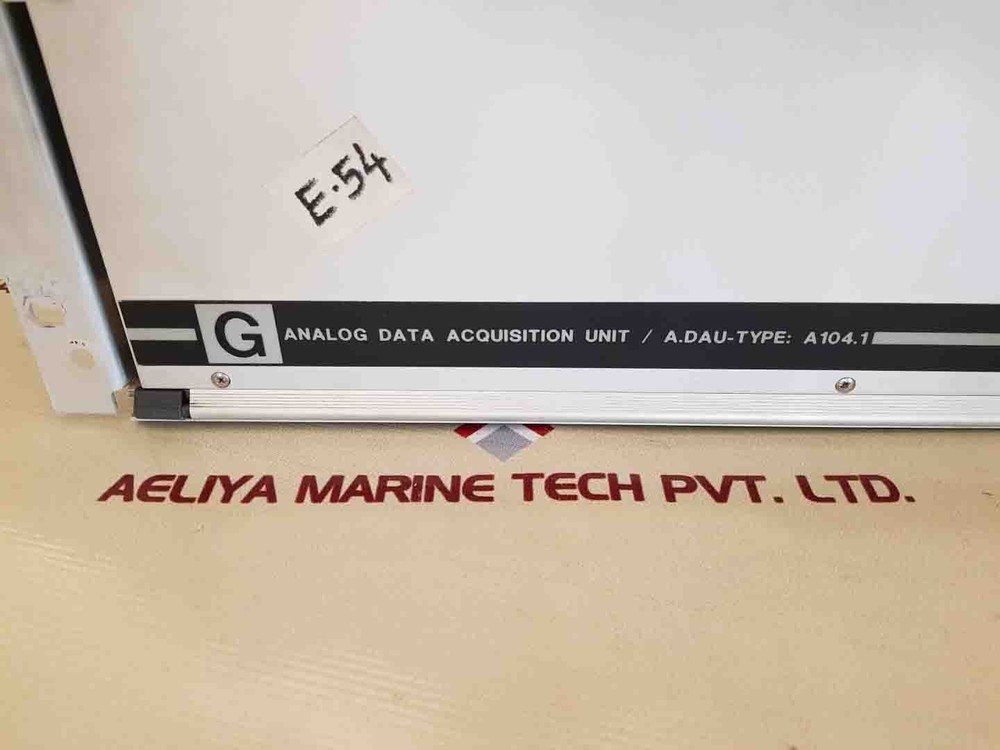 E.54
G ANALOG DATA ACQUISITION UNIT / A.DAU-TYPE: A104.1
AELIYA MARINE TECH PVT. LTD.